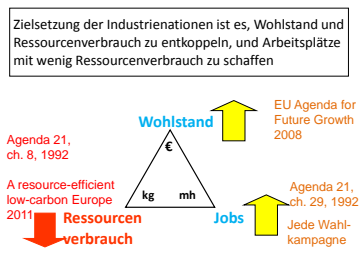 Zielsetzung der Industrienationen ist es, Wohlstand und
Ressourcenverbrauch zu entkoppeln, und Arbeitsplätze
mit wenig Ressourcenverbrauch zu schaffen
EU Agenda for
Future Growth
2008
Wohlstand
€
Agenda 21,
ch. 8, 1992
A resource-efficient
low-carbon Europe
2011
kg
mh
Agenda 21,
ch. 29, 1992
Ressourcen
verbrauch
Jobs
Jede Wahl-
kampagne